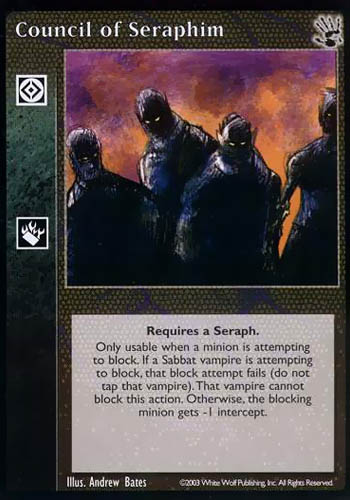 Council of Seraphim
Requires a Seraph.
Only usable when a minion is attempting
to block. If a Sabbat vampire is attempting
to block, that block attempt fails (do not
tap that vampire). That vampire cannot
block this action. Otherwise, the blocking
minion gets -1 intercept.
Illus. Andrew Bates
©2003 White Wolf Publishing, Inc. All Rights Reserved.